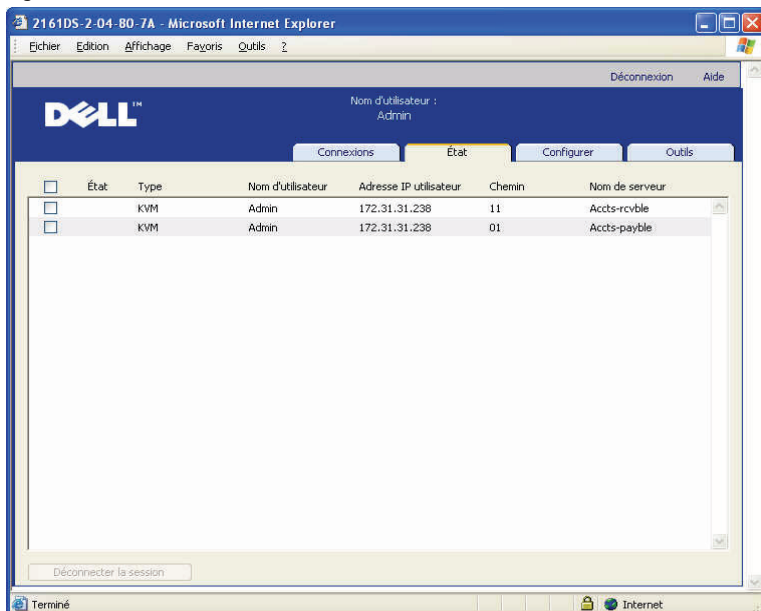 2161DS-2-04-80-7A - Microsoft Internet Explorer
Fichier Edition Affichage Favoris Outils ?
Déconnexion Aide
DELL™
Nom d'utilisateur :
Admin
Connexions État Configurer Outils
État Type Nom d'utilisateur Adresse IP utilisateur Chemin Nom de serveur
KVM Admin 172.31.31.238 11 Accts-rcvble
KVM Admin 172.31.31.238 01 Accts-payble
Déconnecter la session
Terminé Internet